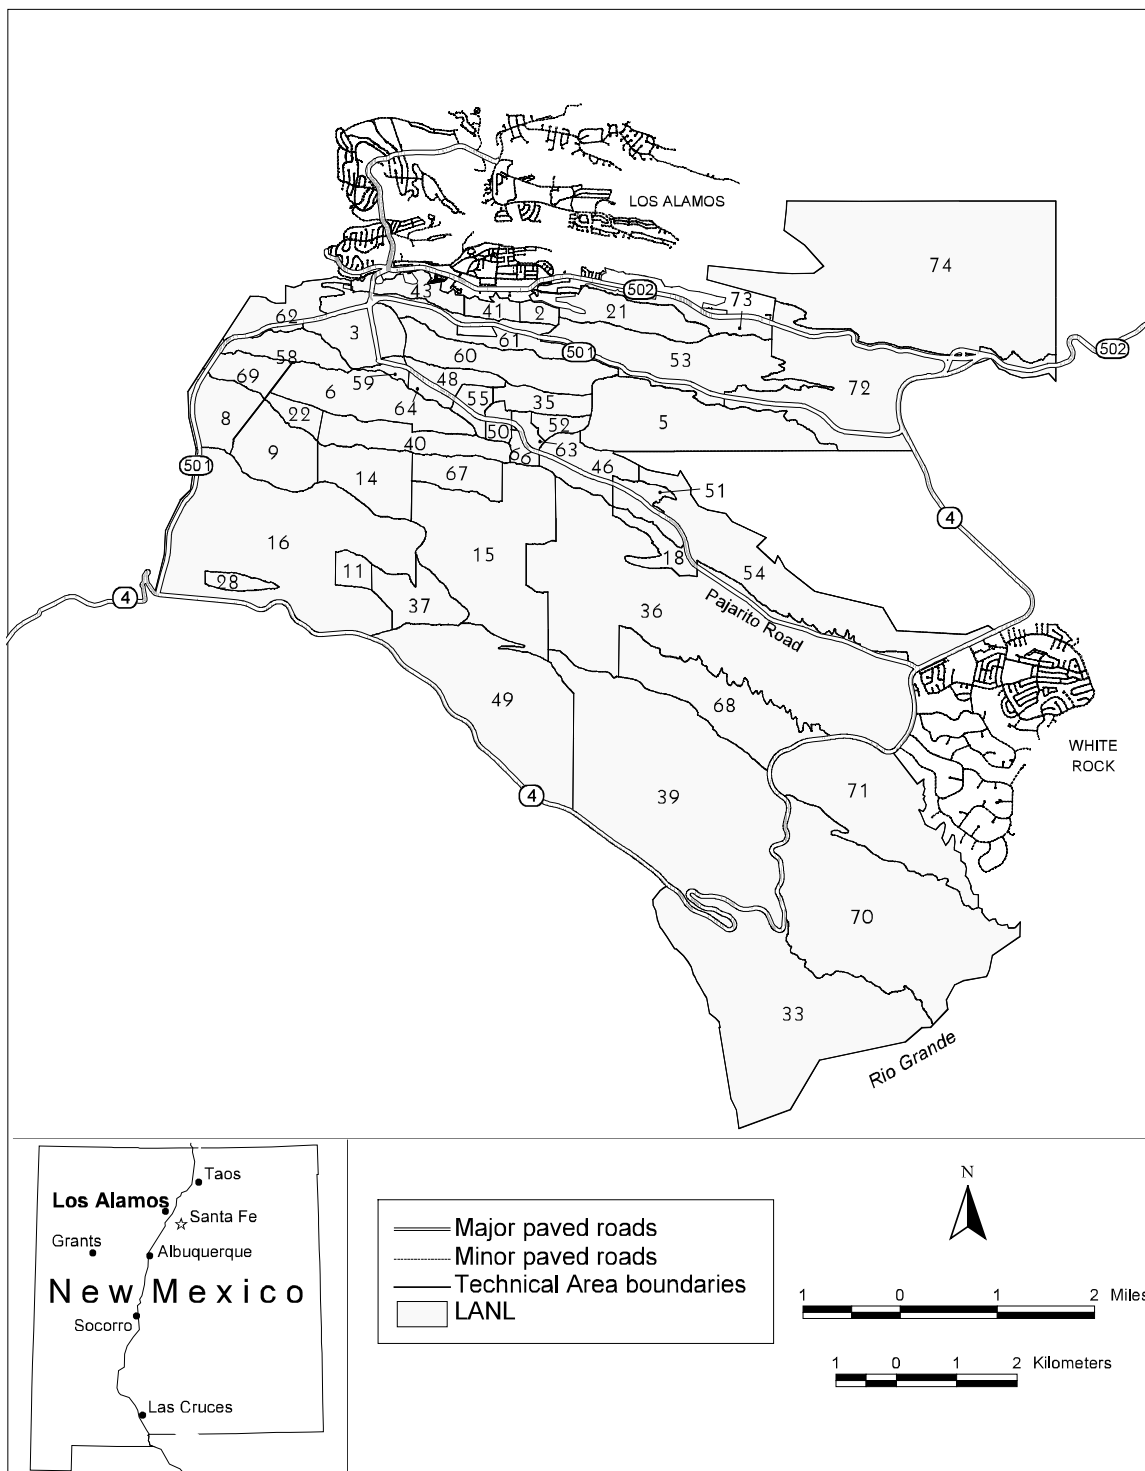 LOS ALAMOS
74
502
73
43
62
41
2
21
3
61
501
502
58
60
53
59
48
69
6
64
55
35
72
8
22
50
52
5
9
40
66
63
46
501
14
67
51
4
16
15
18
11
54
28
4
37
36
Pajarito Road
49
68
WHITE
ROCK
4
39
71
70
33
Rio Grande
Taos
Los Alamos
Santa Fe
Grants
Albuquerque
New Mexico
Socorro
Las Cruces
Major paved roads
Minor paved roads
Technical Area boundaries
LANL
N
1 0 1 2 Miles
1 0 1 2 Kilometers